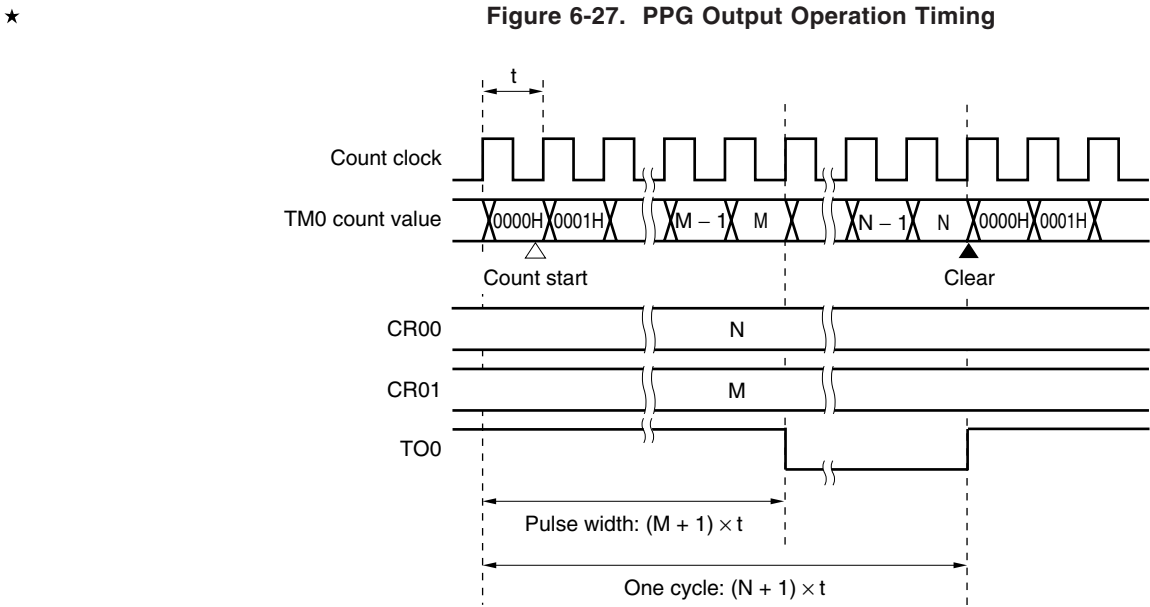 ★ Figure 6-27. PPG Output Operation Timing
t
Count clock
TM0 count value 0000H 0001H M − 1 M N − 1 N 0000H 0001H
Count start Clear
CR00 N
CR01 M
TO0
Pulse width: (M + 1) × t
One cycle: (N + 1) × t